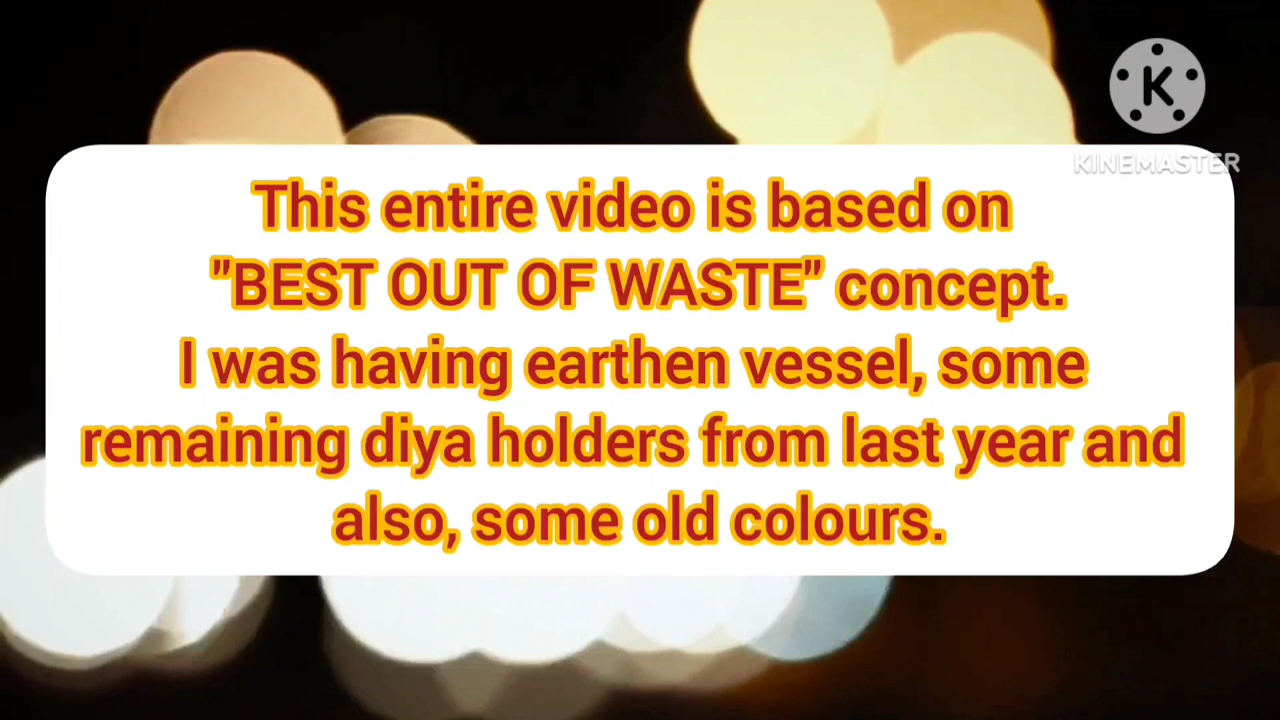 K
KINEMASTER
This entire video is based on
"BEST OUT OF WASTE" concept.
I was having earthen vessel, some
remaining diya holders from last year and
also, some old colours.